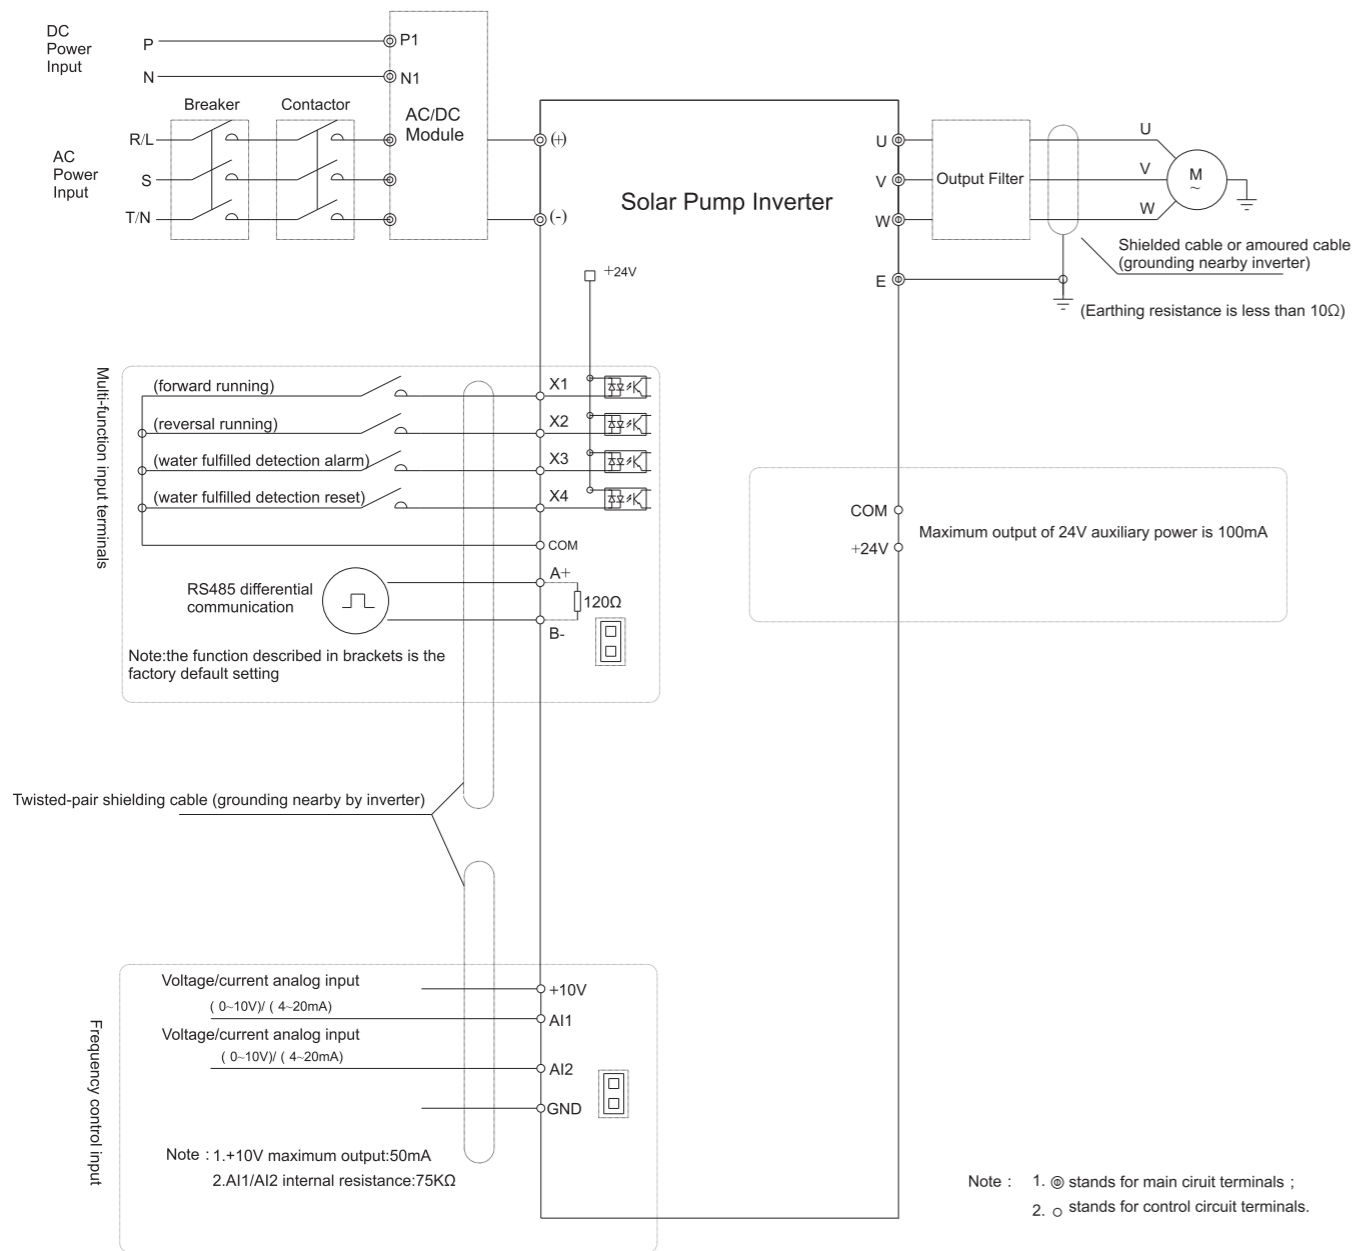 DC
Power
Input
P
N
P1
N1
Breaker
Contactor
AC/DC
Module
AC
Power
Input
R/L
S
T/N
(+)
(-)
Solar Pump Inverter
U
V
W
E
Output Filter
U
V
W
M
~
Shielded cable or amoured cable
(grounding nearby inverter)
(Earthing resistance is less than 10Ω)
+24V
Multi-function input terminals
(forward running)
X1
(reversal running)
X2
(water fulfilled detection alarm)
X3
(water fulfilled detection reset)
X4
COM
RS485 differential
communication
A+
120Ω
B-
Note:the function described in brackets is the
factory default setting
COM
+24V
Maximum output of 24V auxiliary power is 100mA
Twisted-pair shielding cable (grounding nearby by inverter)
Frequency control input
Voltage/current analog input
( 0~10V)/ ( 4~20mA)
+10V
AI1
Voltage/current analog input
( 0~10V)/ ( 4~20mA)
AI2
GND
Note : 1.+10V maximum output:50mA
2.AI1/AI2 internal resistance:75KΩ
Note : 1. stands for main ciruit terminals ;
2. stands for control circuit terminals.